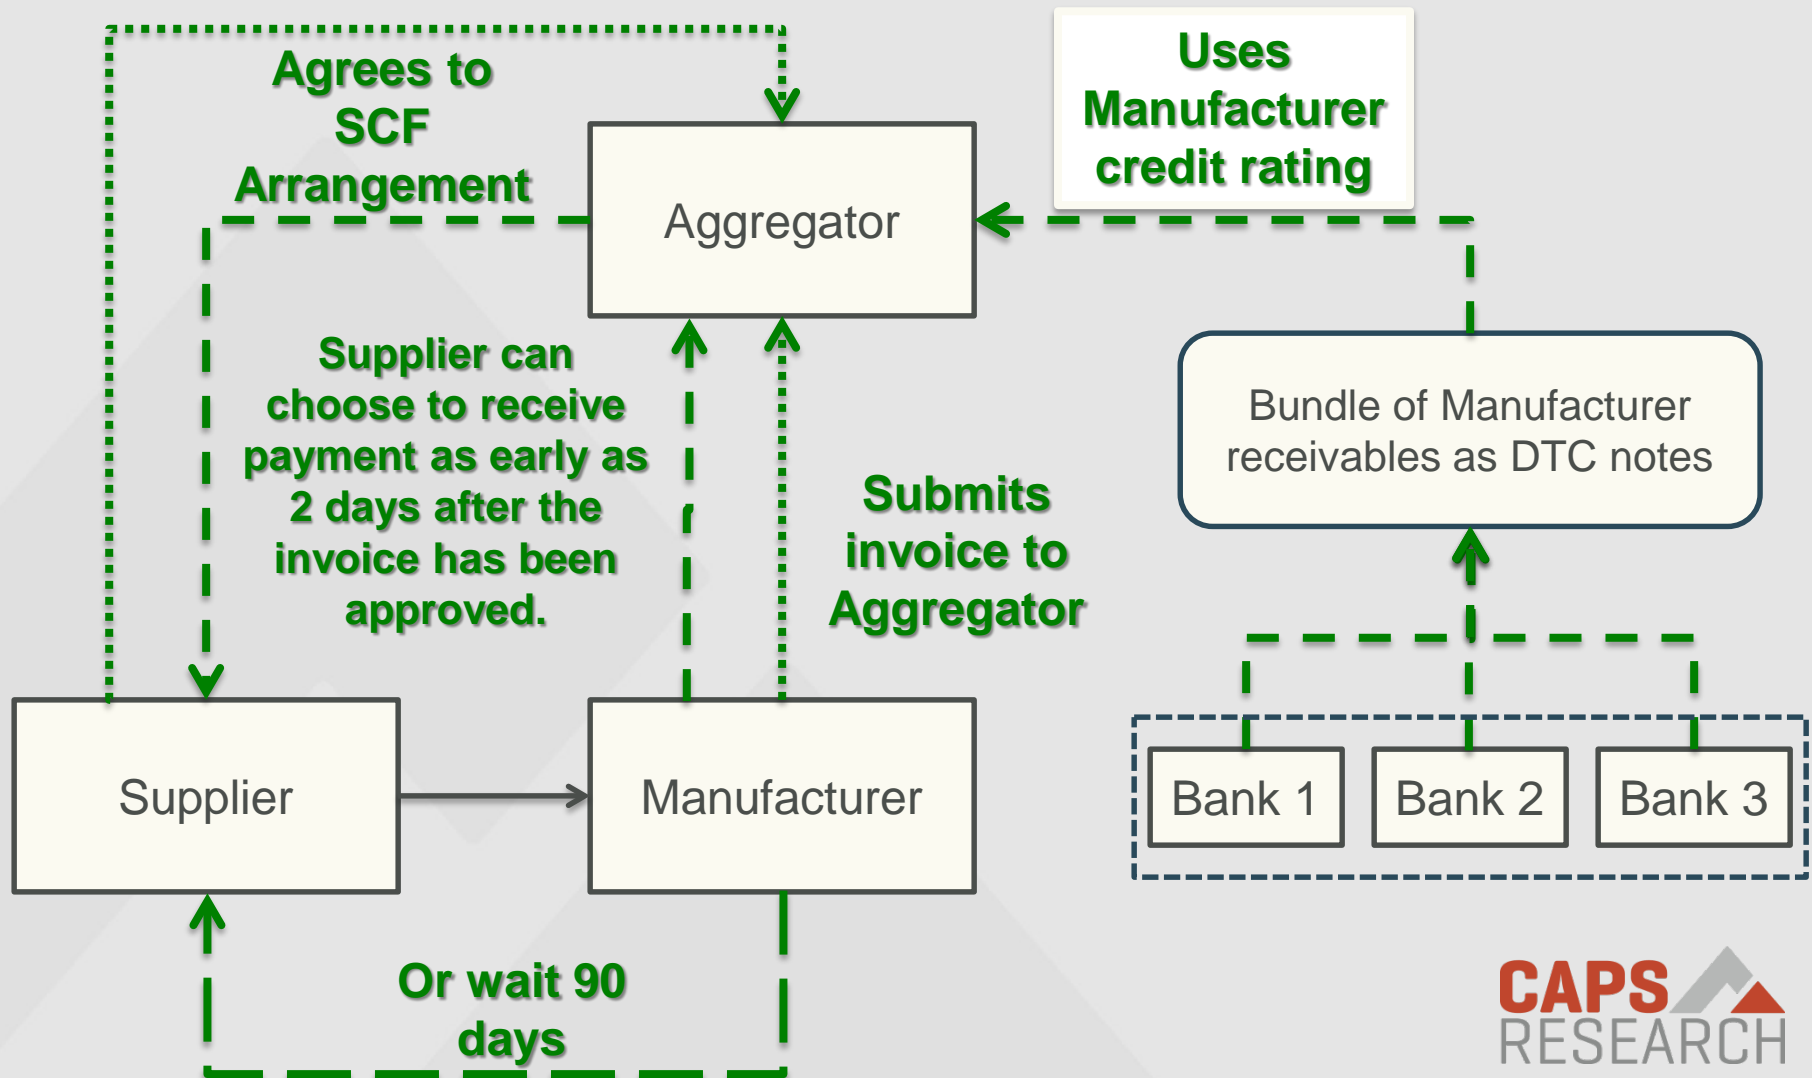 Agrees to
SCF
Arrangement
Uses
Manufacturer
credit rating
Aggregator
Supplier can
choose to receive
payment as early as
2 days after the
invoice has been
approved.
Submits
invoice to
Aggregator
Bundle of Manufacturer
receivables as DTC notes
Supplier
Manufacturer
Bank 1
Bank 2
Bank 3
Or wait 90
days
CAPS
RESEARCH